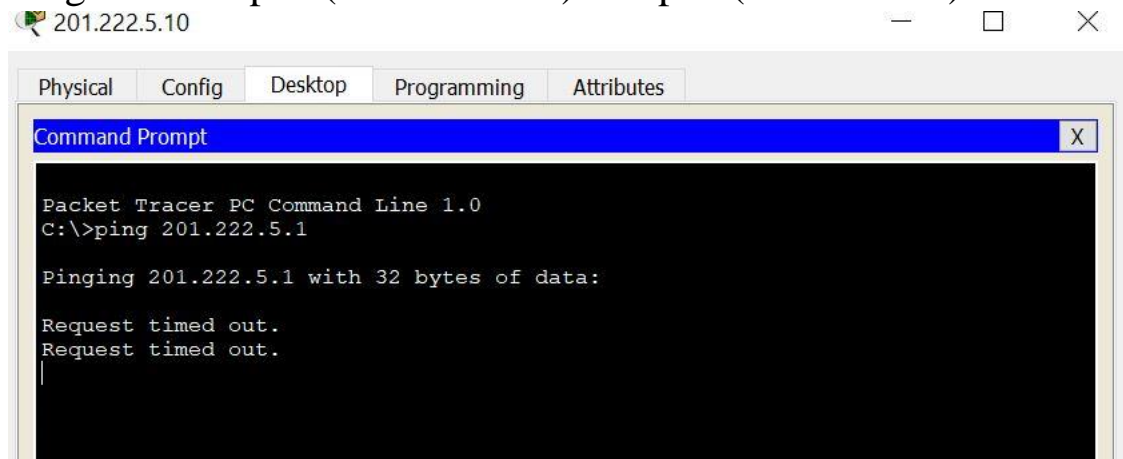 201.222.5.10
Physical Config Desktop Programming Attributes
Command Prompt X
Packet Tracer PC Command Line 1.0
C:\>ping 201.222.5.1
Pinging 201.222.5.1 with 32 bytes of data:
Request timed out.
Request timed out.